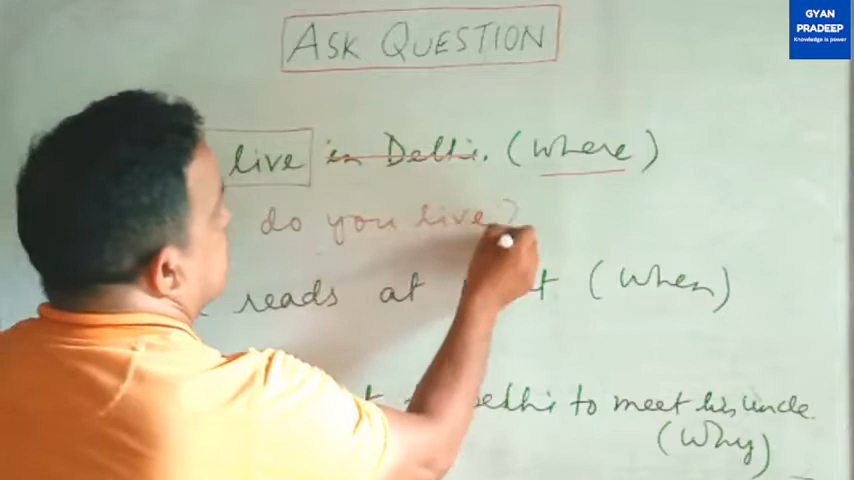 GYAN
PRADEEP
Knowledge is power
ASK QUESTION
live in Delhi. (Where)
do you live?
reads at (When)
Delhi to meet his uncle.
(Why)